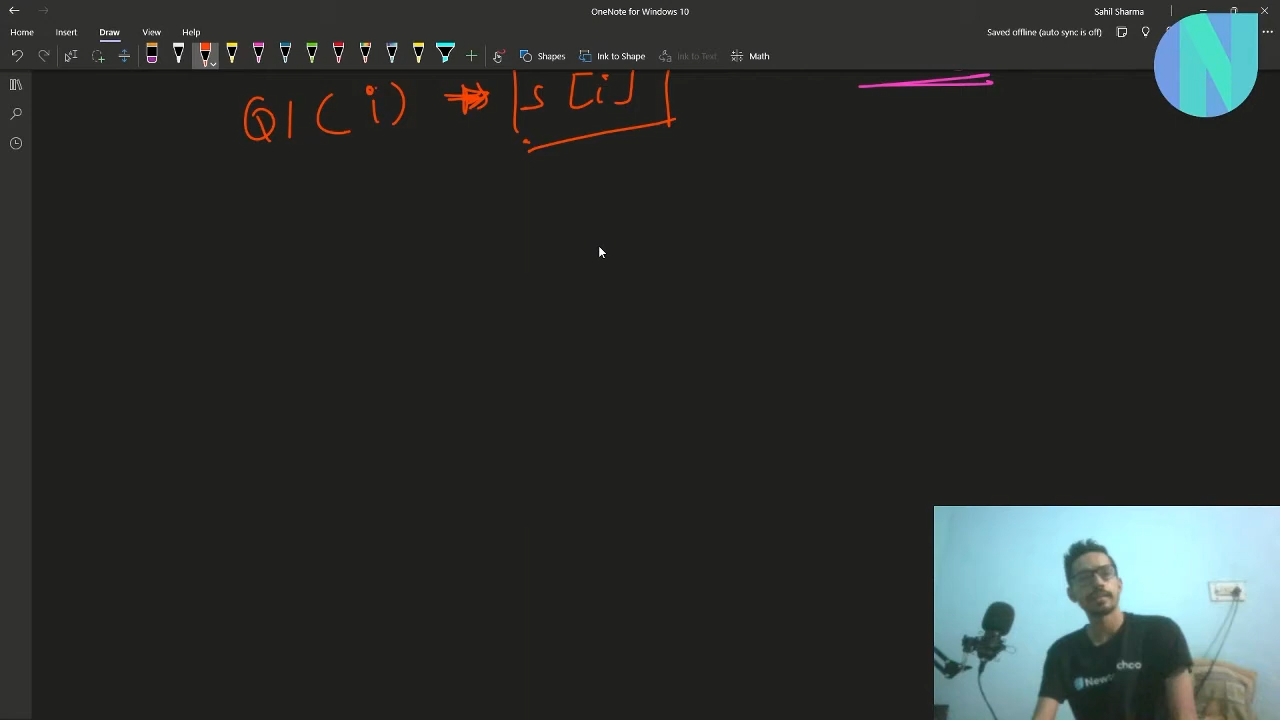 OneNote for Windows 10
Sahil Sharma
Home Insert Draw View Help
Saved offline (auto sync is off)
Shapes Ink to Shape Ink to Text Math
Q1 ( i ) → s [i]
N